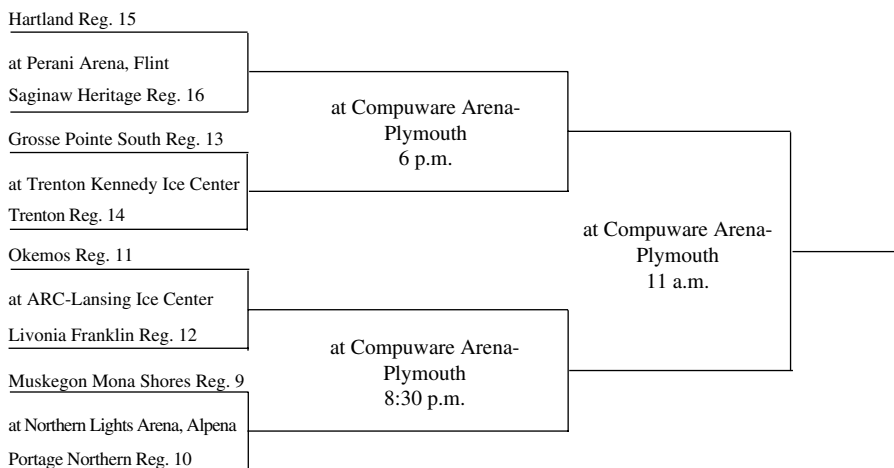 Hartland Reg. 15
at Perani Arena, Flint
Saginaw Heritage Reg. 16
Grosse Pointe South Reg. 13
at Trenton Kennedy Ice Center
Trenton Reg. 14
Okemos Reg. 11
at ARC-Lansing Ice Center
Livonia Franklin Reg. 12
Muskegon Mona Shores Reg. 9
at Northern Lights Arena, Alpena
Portage Northern Reg. 10
at Compuware Arena-
Plymouth
6 p.m.
at Compuware Arena-
Plymouth
8:30 p.m.
at Compuware Arena-
Plymouth
11 a.m.